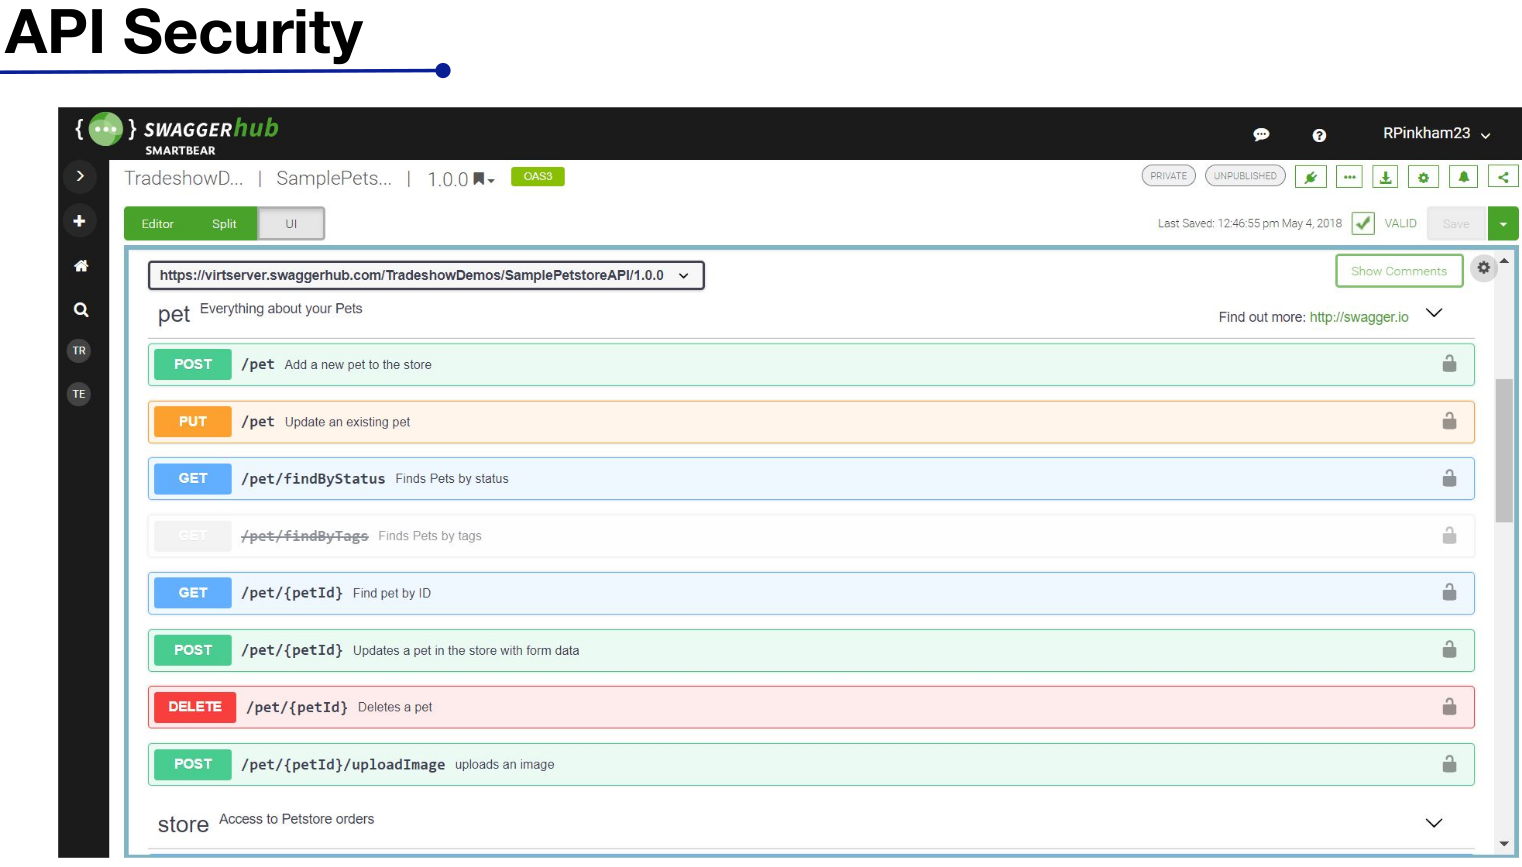 API Security
{...} SWAGGERhub
SMARTBEAR
RPinkham23
TradeshowD... | SamplePets... | 1.0.0 OAS3
PRIVATE UNPUBLISHED
Editor Split UI
Last Saved: 12:46:55 pm May 4, 2018 VALID Save
https://virtserver.swaggerhub.com/TradeshowDemos/SamplePetstoreAPI/1.0.0
Show Comments
pet Everything about your Pets
Find out more: http://swagger.io
TR
TE
POST /pet Add a new pet to the store
PUT /pet Update an existing pet
GET /pet/findByStatus Finds Pets by status
GET /pet/findByTags Finds Pets by tags
GET /pet/{petId} Find pet by ID
POST /pet/{petId} Updates a pet in the store with form data
DELETE /pet/{petId} Deletes a pet
POST /pet/{petId}/uploadImage uploads an image
store Access to Petstore orders